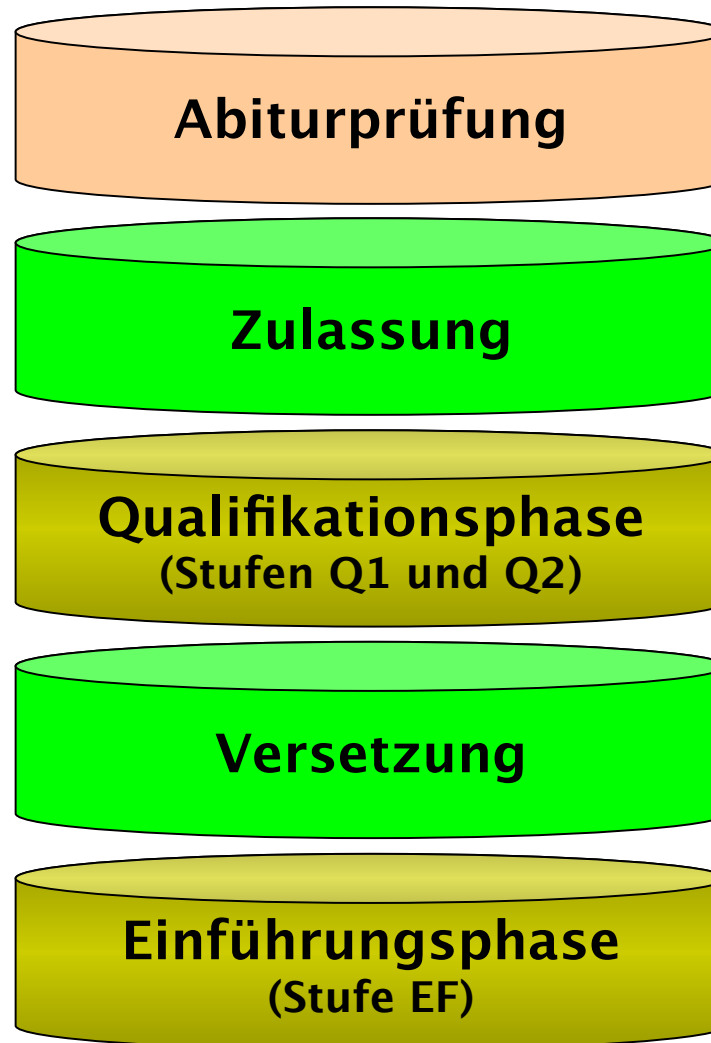 Abiturprüfung
Zulassung
Qualifikationsphase
(Stufen Q1 und Q2)
Versetzung
Einführungsphase
(Stufe EF)